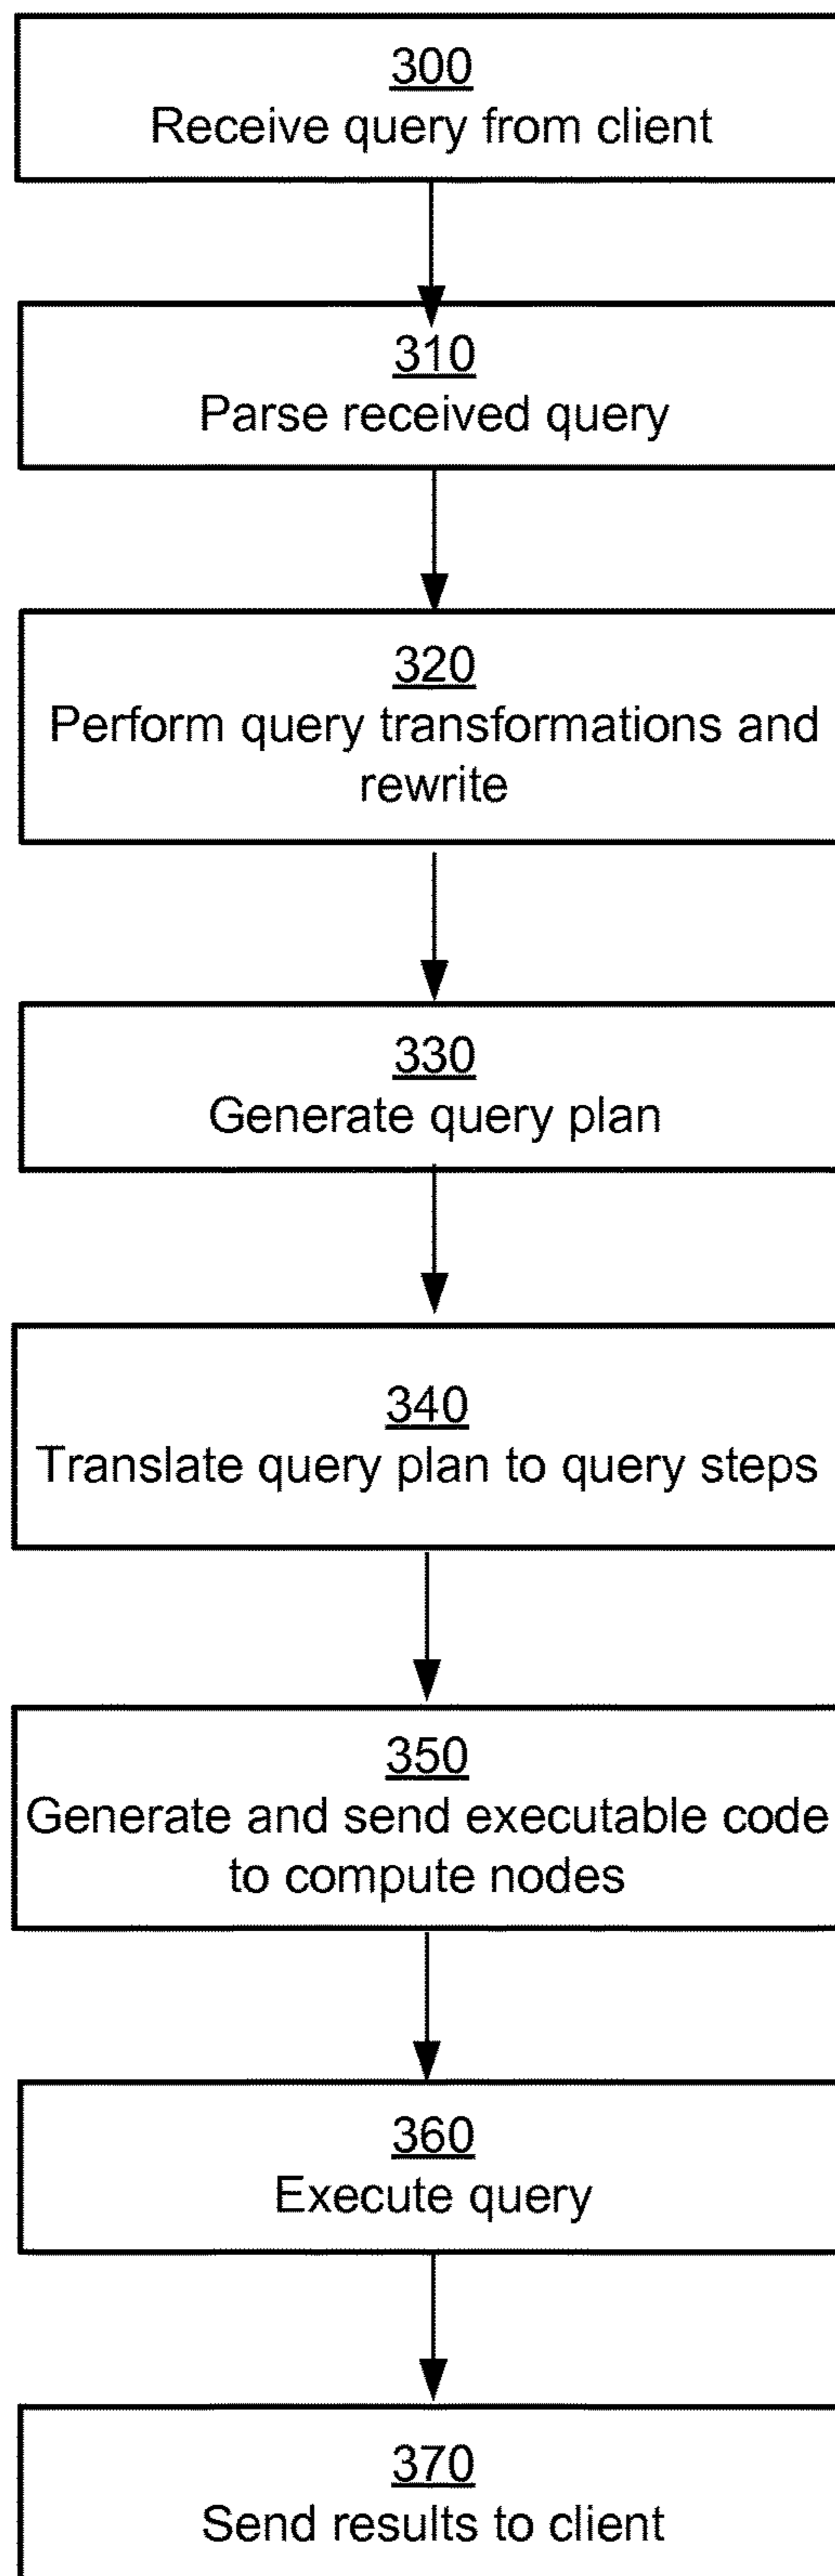 300
Receive query from client
310
Parse received query
320
Perform query transformations and
rewrite
330
Generate query plan
340
Translate query plan to query steps
350
Generate and send executable code
to compute nodes
360
Execute query
370
Send results to client